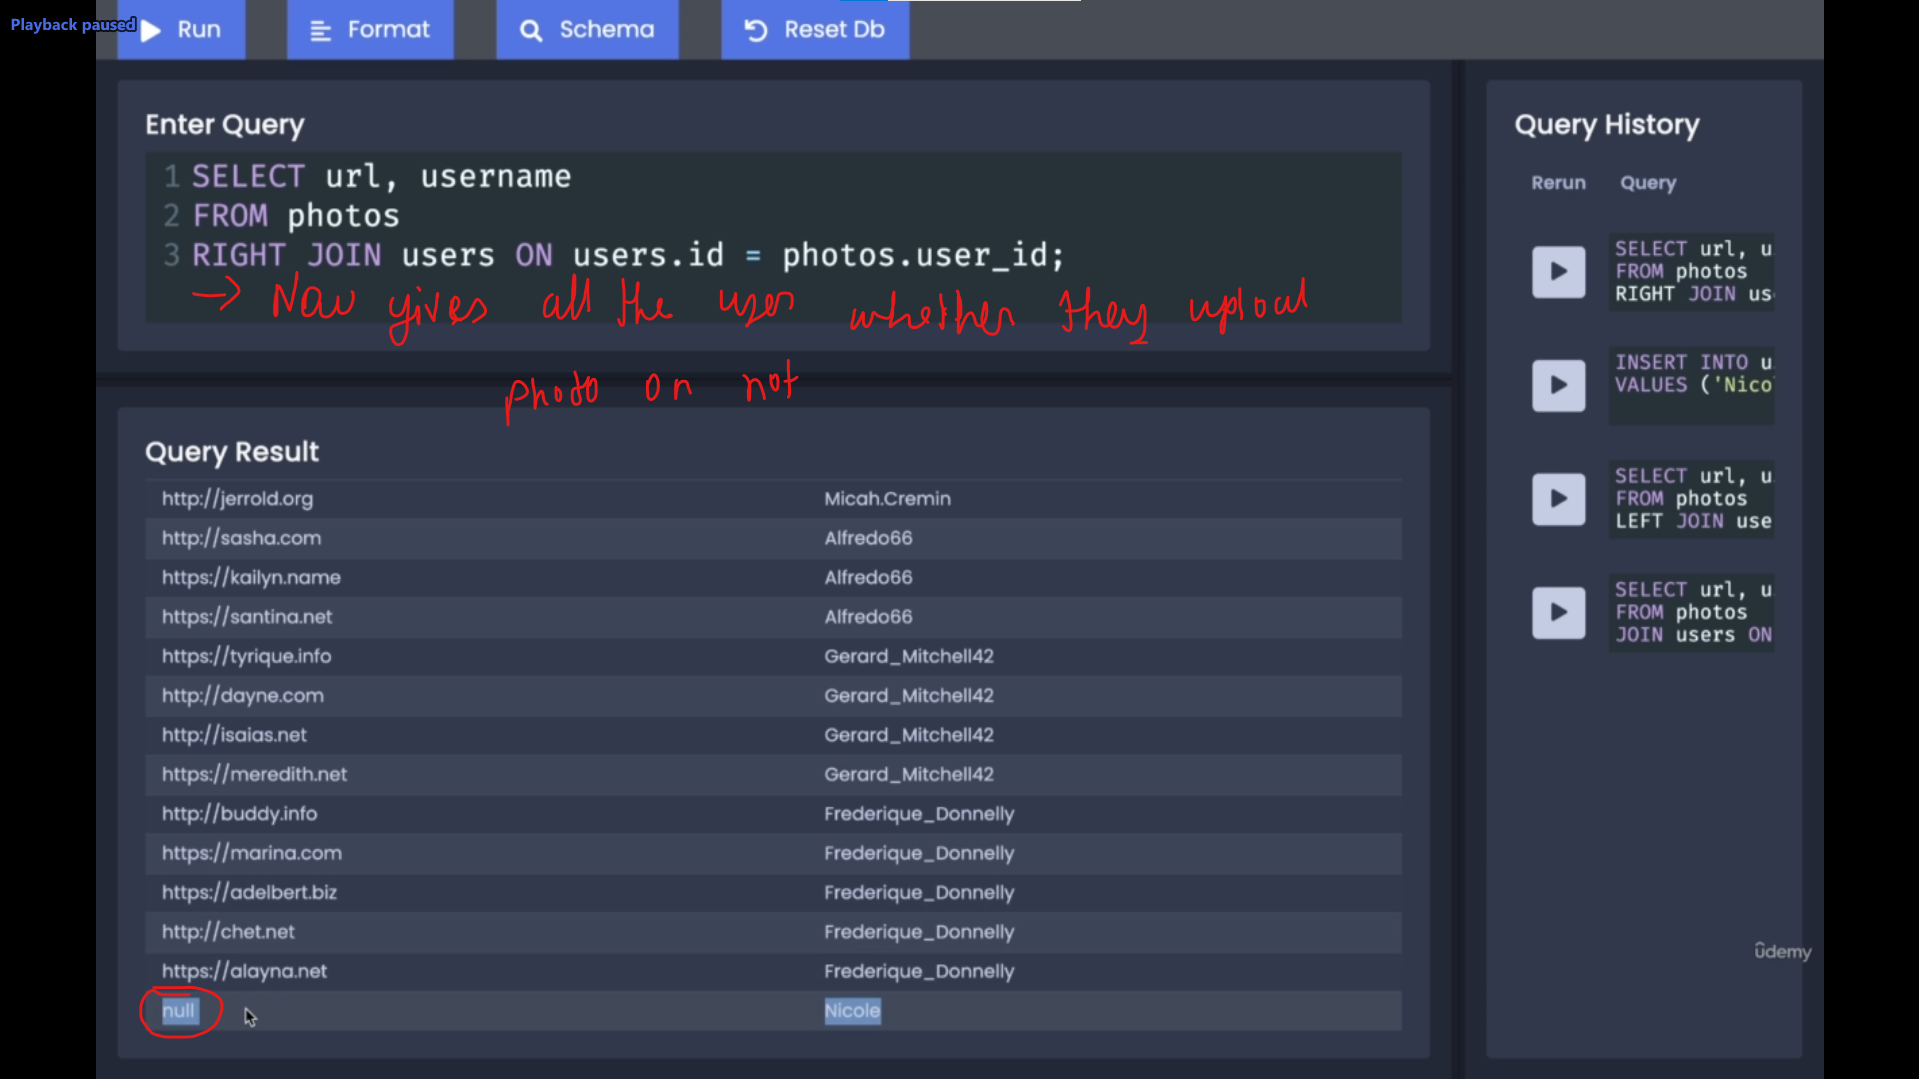 Playback paused
Run
Format
Schema
Reset Db
Enter Query
1 SELECT url, username
2 FROM photos
3 RIGHT JOIN users ON users.id = photos.user_id;
→ Now gives all the user whether they upload
photo or not
Query Result
http://jerrold.org Micah.Cremin
http://sasha.com Alfredo66
https://kailyn.name Alfredo66
https://santina.net Alfredo66
https://tyrique.info Gerard_Mitchell42
http://dayne.com Gerard_Mitchell42
http://isaias.net Gerard_Mitchell42
https://meredith.net Gerard_Mitchell42
http://buddy.info Frederique_Donnelly
https://marina.com Frederique_Donnelly
https://adelbert.biz Frederique_Donnelly
http://chet.net Frederique_Donnelly
https://alayna.net Frederique_Donnelly
null Nicole
Query History
Rerun Query
SELECT url, u
FROM photos
RIGHT JOIN us
INSERT INTO u
VALUES ('Nico
SELECT url, u
FROM photos
LEFT JOIN use
SELECT url, u
FROM photos
JOIN users ON
ûdemy